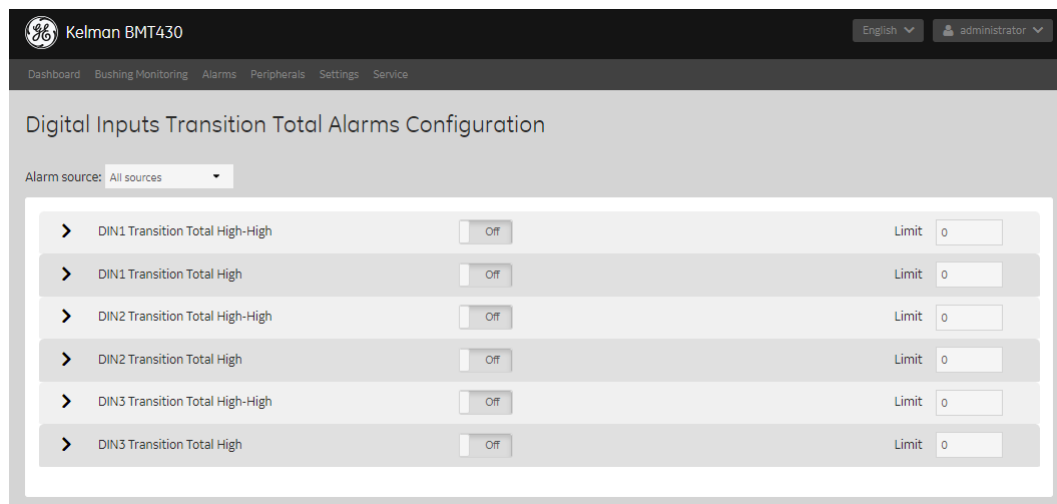 Kelman BMT430
English administrator
Dashboard Bushing Monitoring Alarms Peripherals Settings Service
Digital Inputs Transition Total Alarms Configuration
Alarm source: All sources
DIN1 Transition Total High-High Off Limit 0
DIN1 Transition Total High Off Limit 0
DIN2 Transition Total High-High Off Limit 0
DIN2 Transition Total High Off Limit 0
DIN3 Transition Total High-High Off Limit 0
DIN3 Transition Total High Off Limit 0